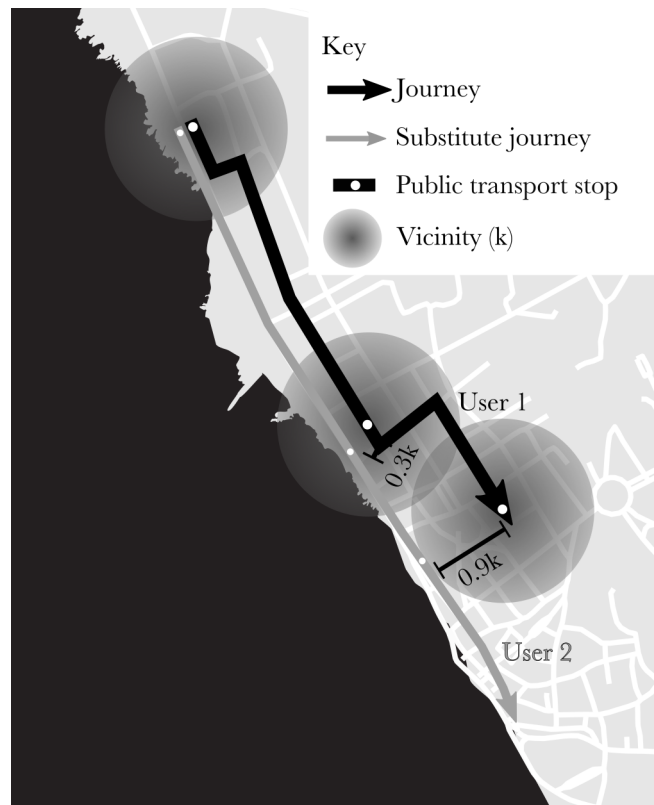 Key
Journey
Substitute journey
Public transport stop
Vicinity (k)
User 1
0.3k
0.9k
User 2